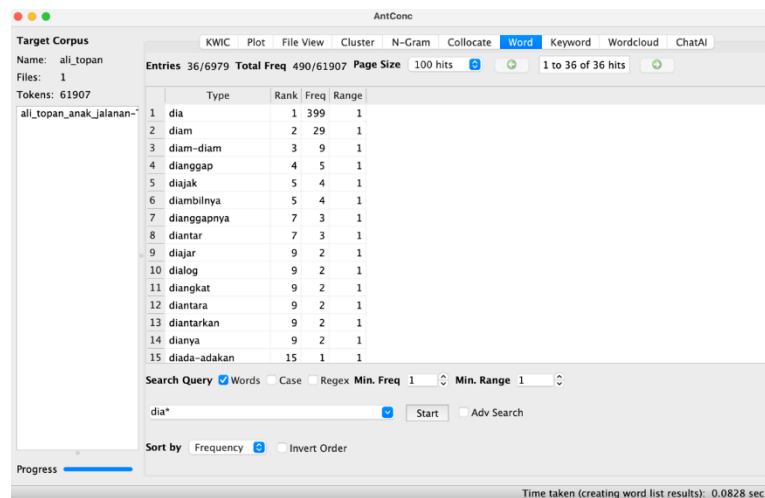 AntConc
Target Corpus
Name: ali_topan
Files: 1
Tokens: 61907
ali_topan_anak_jalanan-
Progress
KWIC Plot File View Cluster N-Gram Collocate Word Keyword Wordcloud ChatAI
Entries 36/6979 Total Freq 490/61907 Page Size 100 hits 1 to 36 of 36 hits
Type Rank Freq Range
1 dia 1 399 1
2 diam 2 29 1
3 diam-diam 3 9 1
4 dianggap 4 5 1
5 diajak 5 4 1
6 diambilnya 5 4 1
7 dianggapnya 7 3 1
8 diantar 7 3 1
9 diajar 9 2 1
10 dialog 9 2 1
11 diangkat 9 2 1
12 diantara 9 2 1
13 diantarkan 9 2 1
14 dianya 9 2 1
15 diada-adakan 15 1 1
Search Query Words Case Regex Min. Freq 1 Min. Range 1
dia* Start Adv Search
Sort by Frequency Invert Order
Time taken (creating word list results): 0.0828 sec